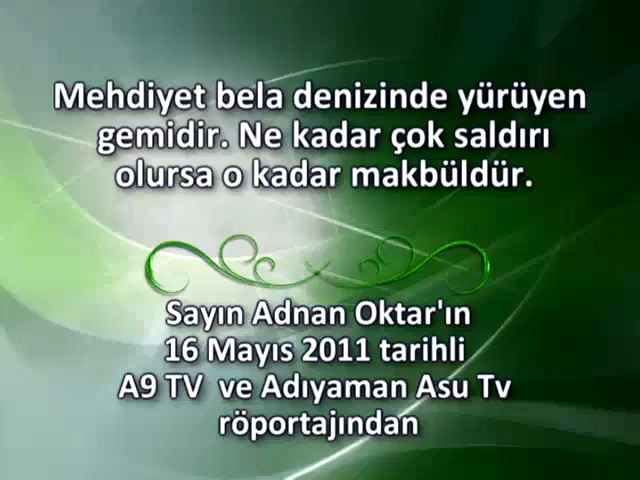 Mehdiyet bela denizinde yürüyen
gemidir. Ne kadar çok saldırı
olursa o kadar makbüldür.
Sayın Adnan Oktar'ın
16 Mayıs 2011 tarihli
A9 TV ve Adıyaman Asu Tv
röportajından